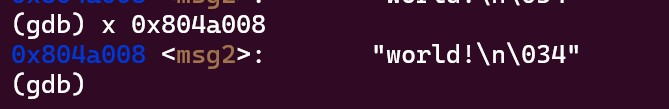 (gdb) x 0x804a008
0x804a008 <msg2>:       "world!\n\034"
(gdb)